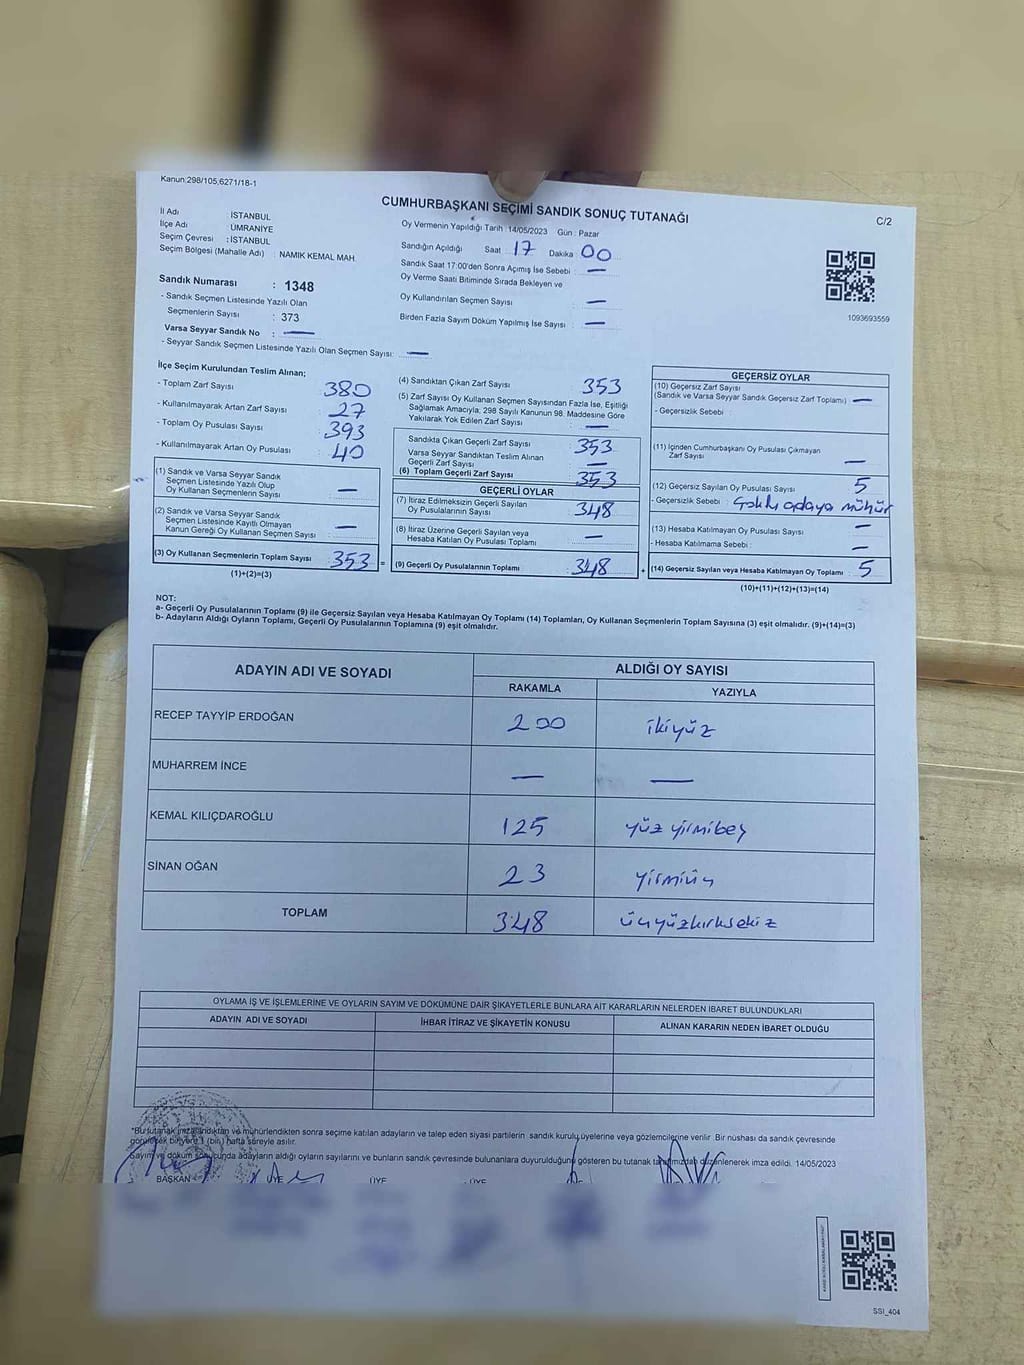 Kanun:298/105,6271/18-1
CUMHURBAŞKANI SEÇİMİ SANDIK SONUÇ TUTANAĞI
C/2
İl Adı : İSTANBUL
İlçe Adı : ÜMRANİYE
Seçim Çevresi : İSTANBUL
Seçim Bölgesi (Mahalle Adı) : NAMIK KEMAL MAH.
Sandık Numarası : 1348
- Sandık Seçmen Listesinde Yazılı Olan
Seçmenlerin Sayısı : 373
Varsa Seyyar Sandık No : —
- Seyyar Sandık Seçmen Listesinde Yazılı Olan Seçmen Sayısı: —
Oy Vermenin Yapıldığı Tarih :14/05/2023 Gün : Pazar
Sandığın Açıldığı Saat 17 Dakika 00
Sandık Saat 17:00'den Sonra Açımış İse Sebebi : —
Oy Verme Saati Bitiminde Sırada Bekleyen ve
Oy Kullandırılan Seçmen Sayısı : —
Birden Fazla Sayım Döküm Yapılmış İse Sayısı : —
1093693559
İlçe Seçim Kurulundan Teslim Alınan;
- Toplam Zarf Sayısı : 380
- Kullanılmayarak Artan Zarf Sayısı : 27
- Toplam Oy Pusulası Sayısı : 393
- Kullanılmayarak Artan Oy Pusulası : 40
(1) Sandık ve Varsa Seyyar Sandık
Seçmen Listesinde Yazılı Olup
Oy Kullanan Seçmenlerin Sayısı —
(2) Sandık ve Varsa Seyyar Sandık
Seçmen Listesinde Kayıtlı Olmayan
Kanun Gereği Oy Kullanan Seçmen Sayısı —
(3) Oy Kullanan Seçmenlerin Toplam Sayısı 353 =
(1)+(2)=(3)
(4) Sandıktan Çıkan Zarf Sayısı : 353
(5) Zarf Sayısı Oy Kullanan Seçmen Sayısından Fazla İse, Eşitliği
Sağlamak Amacıyla, 298 Sayılı Kanunun 98. Maddesine Göre
Yakılarak Yok Edilen Zarf Sayısı : —
Sandıkta Çıkan Geçerli Zarf Sayısı 353
Varsa Seyyar Sandıktan Teslim Alınan
Geçerli Zarf Sayısı —
(6) Toplam Geçerli Zarf Sayısı 353
GEÇERLİ OYLAR
(7) İtiraz Edilmeksizin Geçerli Sayılan
Oy Pusulalarının Sayısı 348
(8) İtiraz Üzerine Geçerli Sayılan veya
Hesaba Katılan Oy Pusulası Toplamı —
(9) Geçerli Oy Pusulalarının Toplamı 348 +
GEÇERSİZ OYLAR
(10) Geçersiz Zarf Sayısı
(Sandık ve Varsa Seyyar Sandık Geçersiz Zarf Toplamı) —
- Geçersizlik Sebebi :
(11) İçinden Cumhurbaşkanı Oy Pusulası Çıkmayan
Zarf Sayısı —
(12) Geçersiz Sayılan Oy Pusulası Sayısı 5
- Geçersizlik Sebebi : Çoklu adaya mühür
(13) Hesaba Katılmayan Oy Pusulası Sayısı —
- Hesaba Katılmama Sebebi : —
(14) Geçersiz Sayılan veya Hesaba Katılmayan Oy Toplamı 5
(10)+(11)+(12)+(13)=(14)
NOT:
a- Geçerli Oy Pusulalarının Toplamı (9) ile Geçersiz Sayılan veya Hesaba Katılmayan Oy Toplamı (14) Toplamları, Oy Kullanan Seçmenlerin Toplam Sayısına (3) eşit olmalıdır. (9)+(14)=(3)
b- Adayların Aldığı Oyların Toplamı, Geçerli Oy Pusulalarının Toplamına (9) eşit olmalıdır.
ADAYIN ADI VE SOYADI
ALDIĞI OY SAYISI
RAKAMLA YAZIYLA
RECEP TAYYİP ERDOĞAN 200 ikiyüz
MUHARREM İNCE — —
KEMAL KILIÇDAROĞLU 125 yüz yirmibeş
SİNAN OĞAN 23 yirmiüç
TOPLAM 348 üçyüzkırksekiz
OYLAMA İŞ VE İŞLEMLERİNE VE OYLARIN SAYIM VE DÖKÜMÜNE DAİR ŞİKAYETLERLE BUNLARA AİT KARARLARIN NELERDEN İBARET BULUNDUKLARI
ADAYIN ADI VE SOYADI İHBAR İTİRAZ VE ŞİKAYETİN KONUSU ALINAN KARARIN NEDEN İBARET OLDUĞU
*Bu tutanak imzalandıktan ve mühürlendikten sonra seçime katılan adayların ve talep eden siyasi partilerin sandık kurulu üyelerine veya gözlemcilerine verilir. Bir nüshası da sandık çevresinde
görülecek bir yere 1 (bir) hafta süreyle asılır.
Sayım ve döküm sonucunda adayların aldığı oyların sayılarını ve bunların sandık çevresinde bulunanlara duyurulduğunu gösteren bu tutanak tarafımızdan düzenlenerek imza edildi. 14/05/2023
BAŞKAN ÜYE ÜYE ÜYE
SSI_404